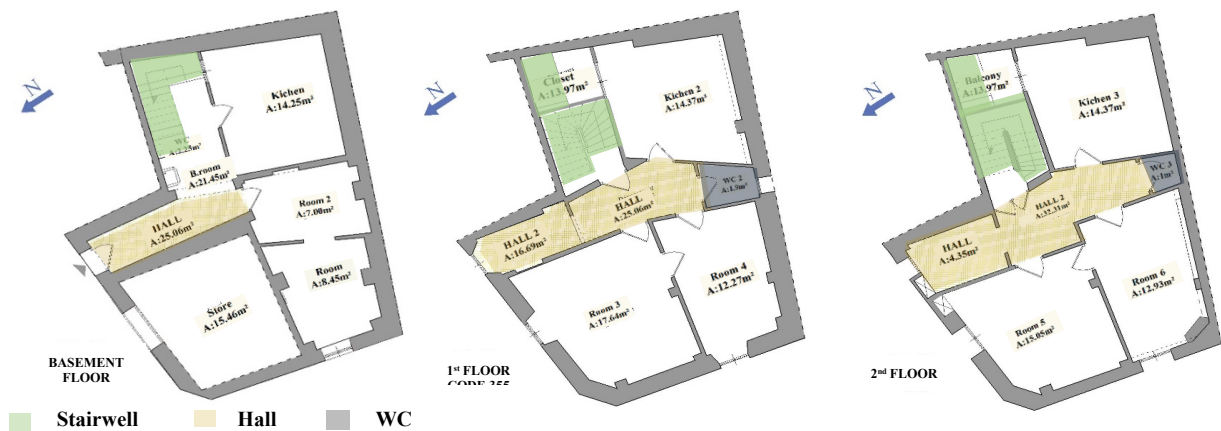 N
Kichen
A:14.25m²
WC
A:2.25m²
B.room
A:21.45m²
Room 2
A:7.00m²
HALL
A:25.06m²
Room
A:8.45m²
Store
A:15.46m²
BASEMENT
FLOOR
N
Closet
A:13.97m²
Kichen 2
A:14.37m²
WC 2
A:1.9m²
HALL
A:25.06m²
HALL 2
A:16.69m²
Room 4
A:12.27m²
Room 3
A:17.64m²
1st FLOOR
CODE 355
N
Balcony
A:13.97m²
Kichen 3
A:14.37m²
WC 3
A:1m²
HALL 2
A:32.31m²
HALL
A:4.35m²
Room 6
A:12.93m²
Room 5
A:15.05m²
2nd FLOOR
Stairwell Hall WC